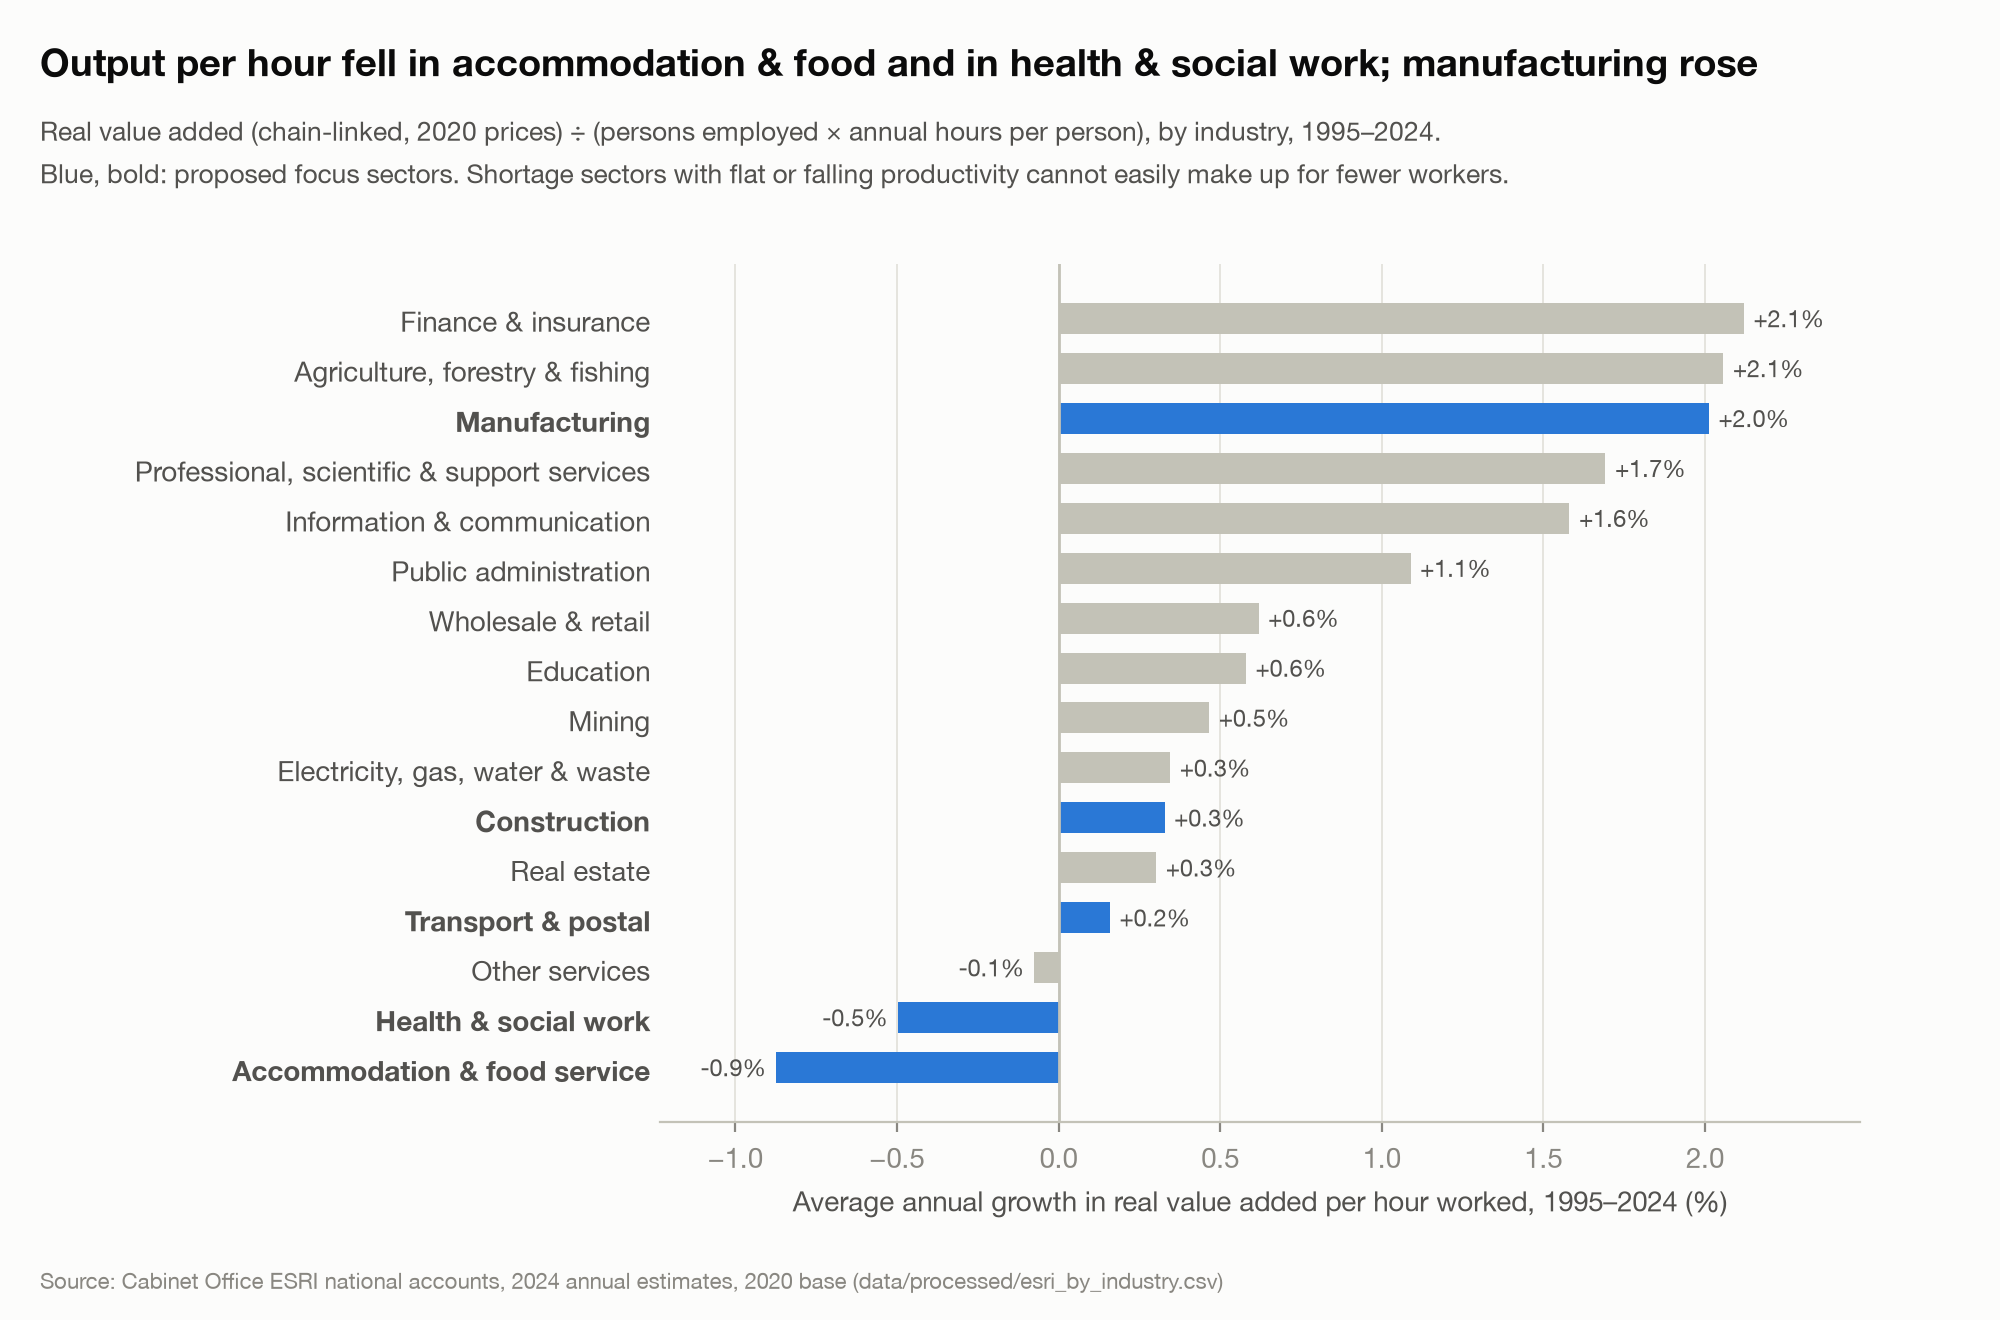 Output per hour fell in accommodation & food and in health & social work; manufacturing rose
Real value added (chain-linked, 2020 prices) ÷ (persons employed × annual hours per person), by industry, 1995–2024.
Blue, bold: proposed focus sectors. Shortage sectors with flat or falling productivity cannot easily make up for fewer workers.
Finance & insurance +2.1%
Agriculture, forestry & fishing +2.1%
Manufacturing +2.0%
Professional, scientific & support services +1.7%
Information & communication +1.6%
Public administration +1.1%
Wholesale & retail +0.6%
Education +0.6%
Mining +0.5%
Electricity, gas, water & waste +0.3%
Construction +0.3%
Real estate +0.3%
Transport & postal +0.2%
Other services -0.1%
Health & social work -0.5%
Accommodation & food service -0.9%
−1.0 −0.5 0.0 0.5 1.0 1.5 2.0
Average annual growth in real value added per hour worked, 1995–2024 (%)
Source: Cabinet Office ESRI national accounts, 2024 annual estimates, 2020 base (data/processed/esri_by_industry.csv)